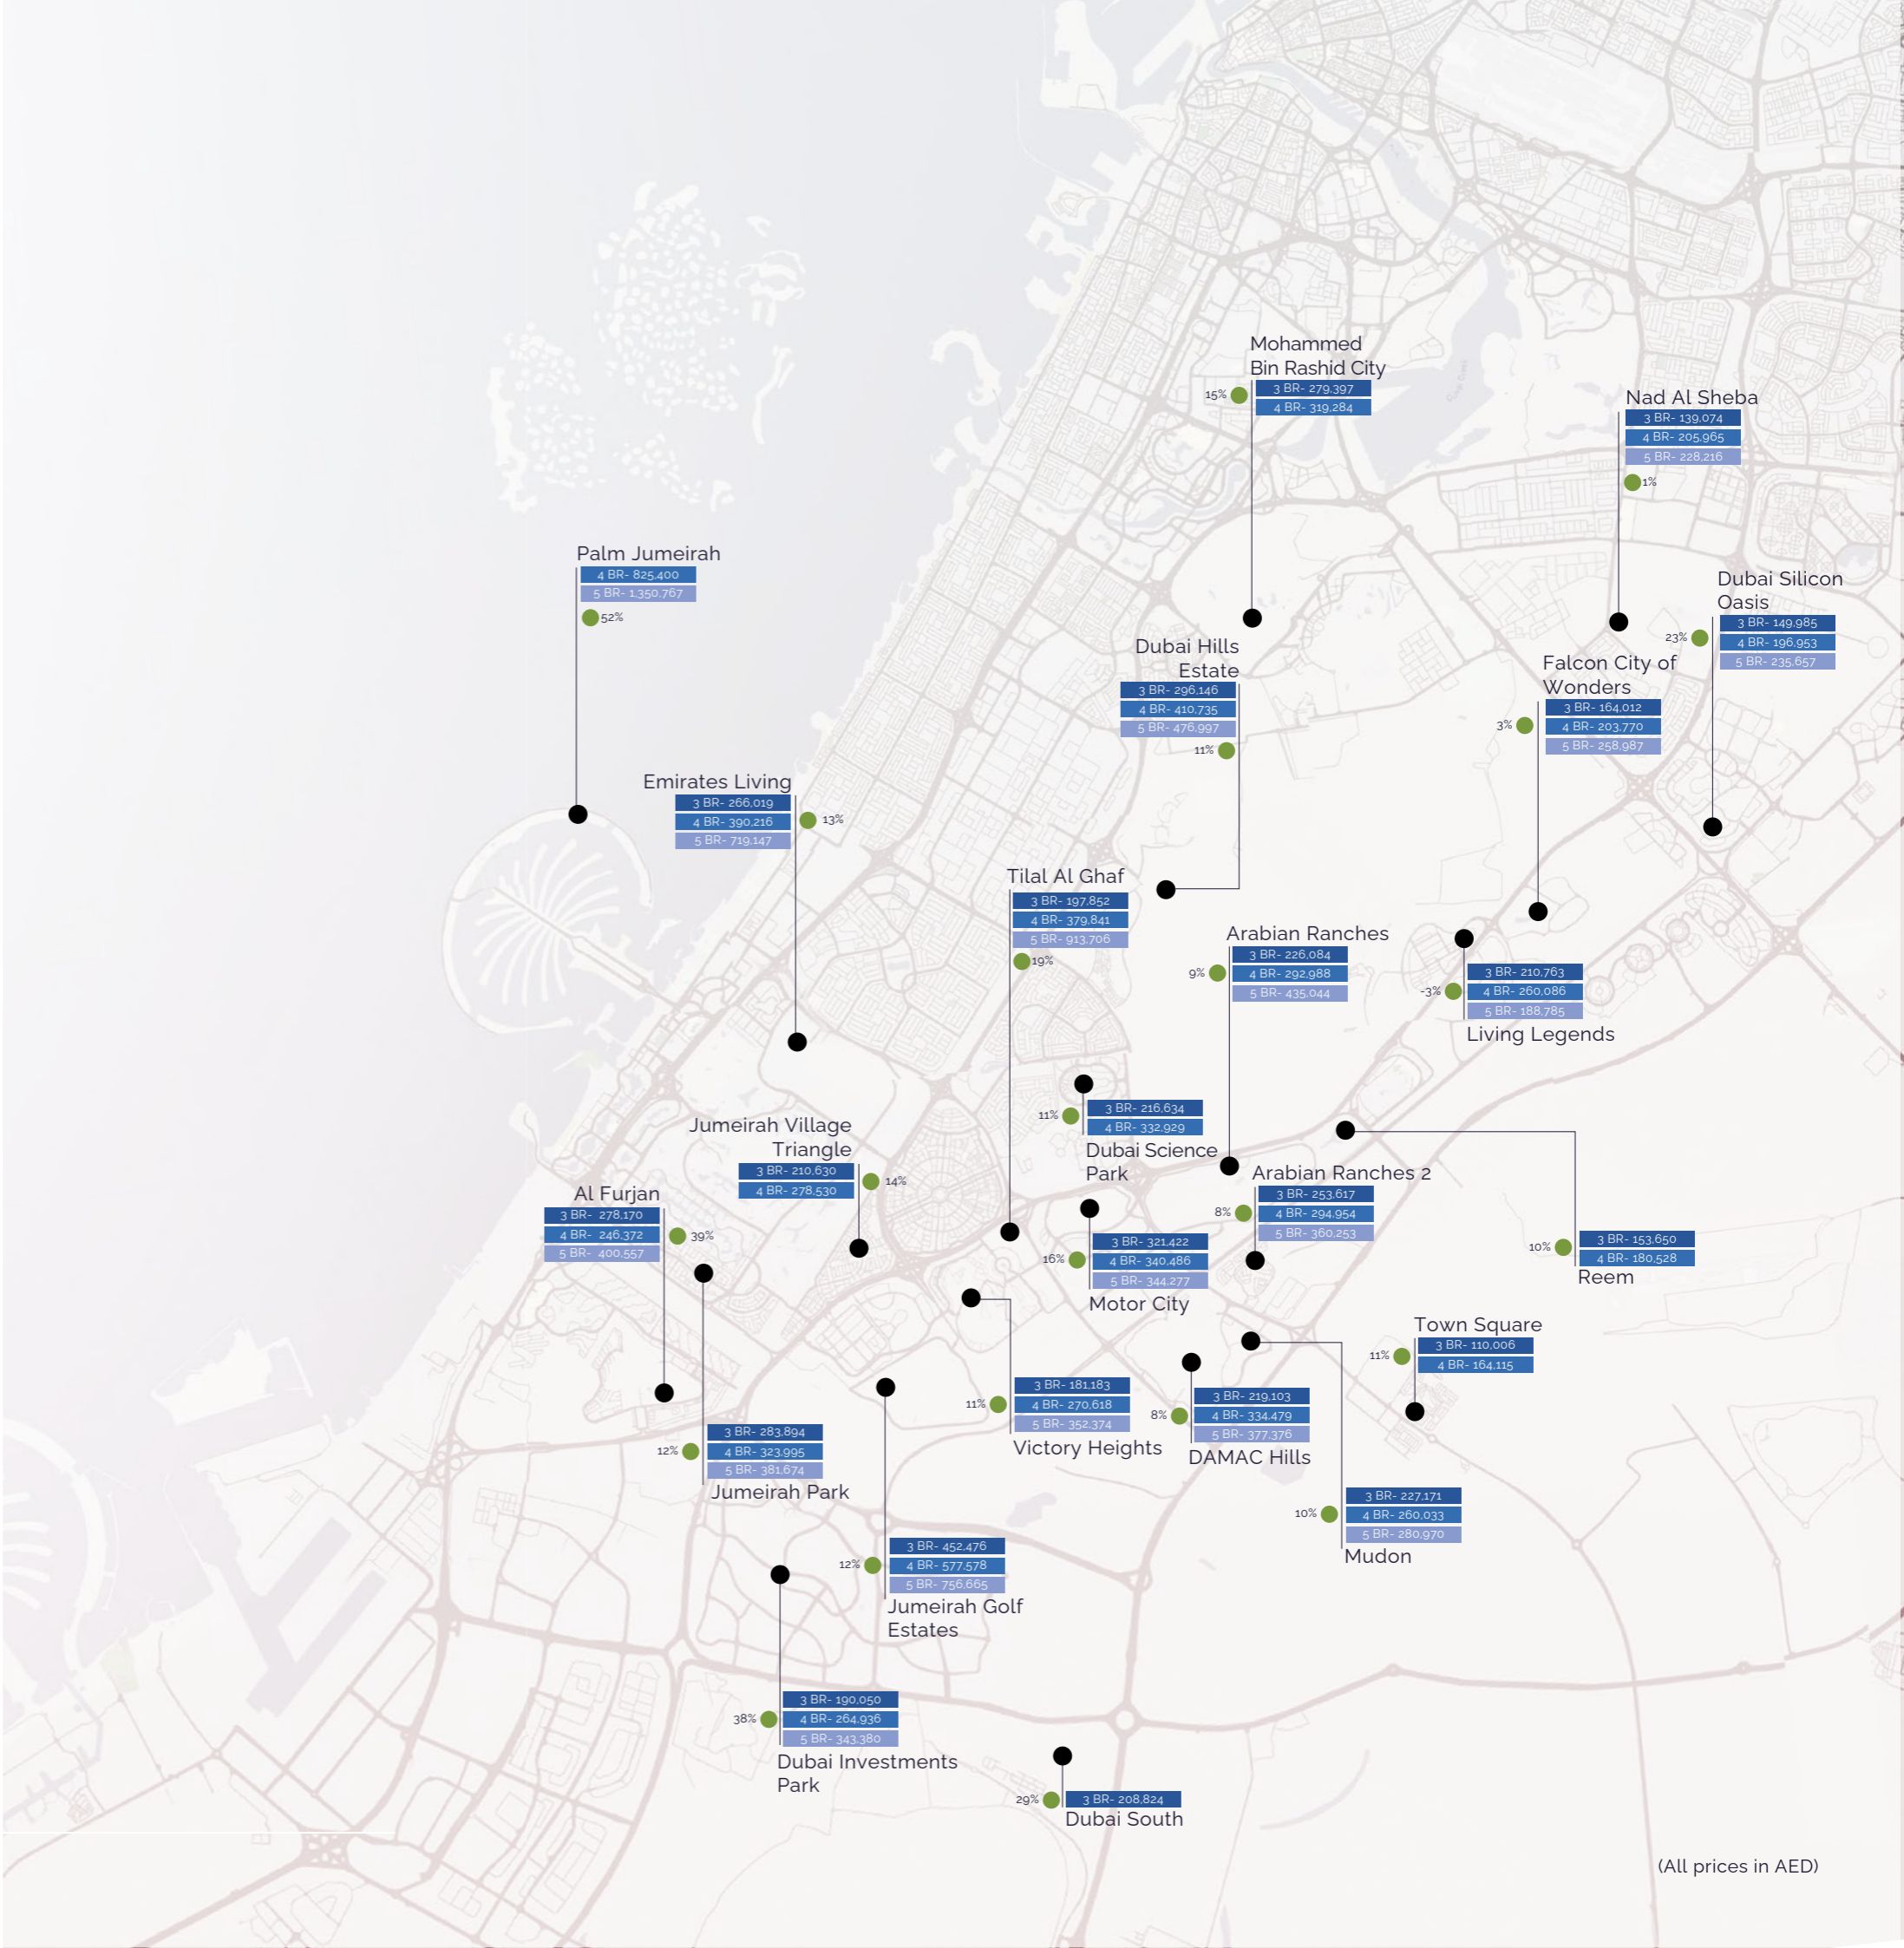 Mohammed
Bin Rashid City
15%
3 BR- 279,397
4 BR- 319,284
Nad Al Sheba
3 BR- 139,074
4 BR- 205,965
5 BR- 228,216
1%
Palm Jumeirah
4 BR- 825,400
5 BR- 1,350,767
52%
Dubai Silicon
Oasis
23%
3 BR- 149,985
4 BR- 196,953
5 BR- 235,657
Dubai Hills
Estate
3 BR- 296,146
4 BR- 410,735
5 BR- 476,997
11%
Falcon City of
Wonders
3%
3 BR- 164,012
4 BR- 203,770
5 BR- 258,987
Emirates Living
3 BR- 266,019
4 BR- 390,216
5 BR- 719,147
13%
Tilal Al Ghaf
3 BR- 197,852
4 BR- 379,841
5 BR- 913,706
19%
Arabian Ranches
9%
3 BR- 226,084
4 BR- 292,988
5 BR- 435,044
-3%
3 BR- 210,763
4 BR- 260,086
5 BR- 188,785
Living Legends
11%
3 BR- 216,634
4 BR- 332,929
Dubai Science
Park
Jumeirah Village
Triangle
3 BR- 210,630
4 BR- 278,530
14%
Arabian Ranches 2
8%
3 BR- 253,617
4 BR- 294,954
5 BR- 360,253
Al Furjan
3 BR- 278,170
4 BR- 246,372
5 BR- 400,557
39%
16%
3 BR- 321,422
4 BR- 340,486
5 BR- 344,277
Motor City
10%
3 BR- 153,650
4 BR- 180,528
Reem
Town Square
11%
3 BR- 110,006
4 BR- 164,115
11%
3 BR- 181,183
4 BR- 270,618
5 BR- 352,374
Victory Heights
8%
3 BR- 219,103
4 BR- 334,479
5 BR- 377,376
DAMAC Hills
12%
3 BR- 283,894
4 BR- 323,995
5 BR- 381,674
Jumeirah Park
10%
3 BR- 227,171
4 BR- 260,033
5 BR- 280,970
Mudon
12%
3 BR- 452,476
4 BR- 577,578
5 BR- 756,665
Jumeirah Golf
Estates
38%
3 BR- 190,050
4 BR- 264,936
5 BR- 343,380
Dubai Investments
Park
29%
3 BR- 208,824
Dubai South
(All prices in AED)